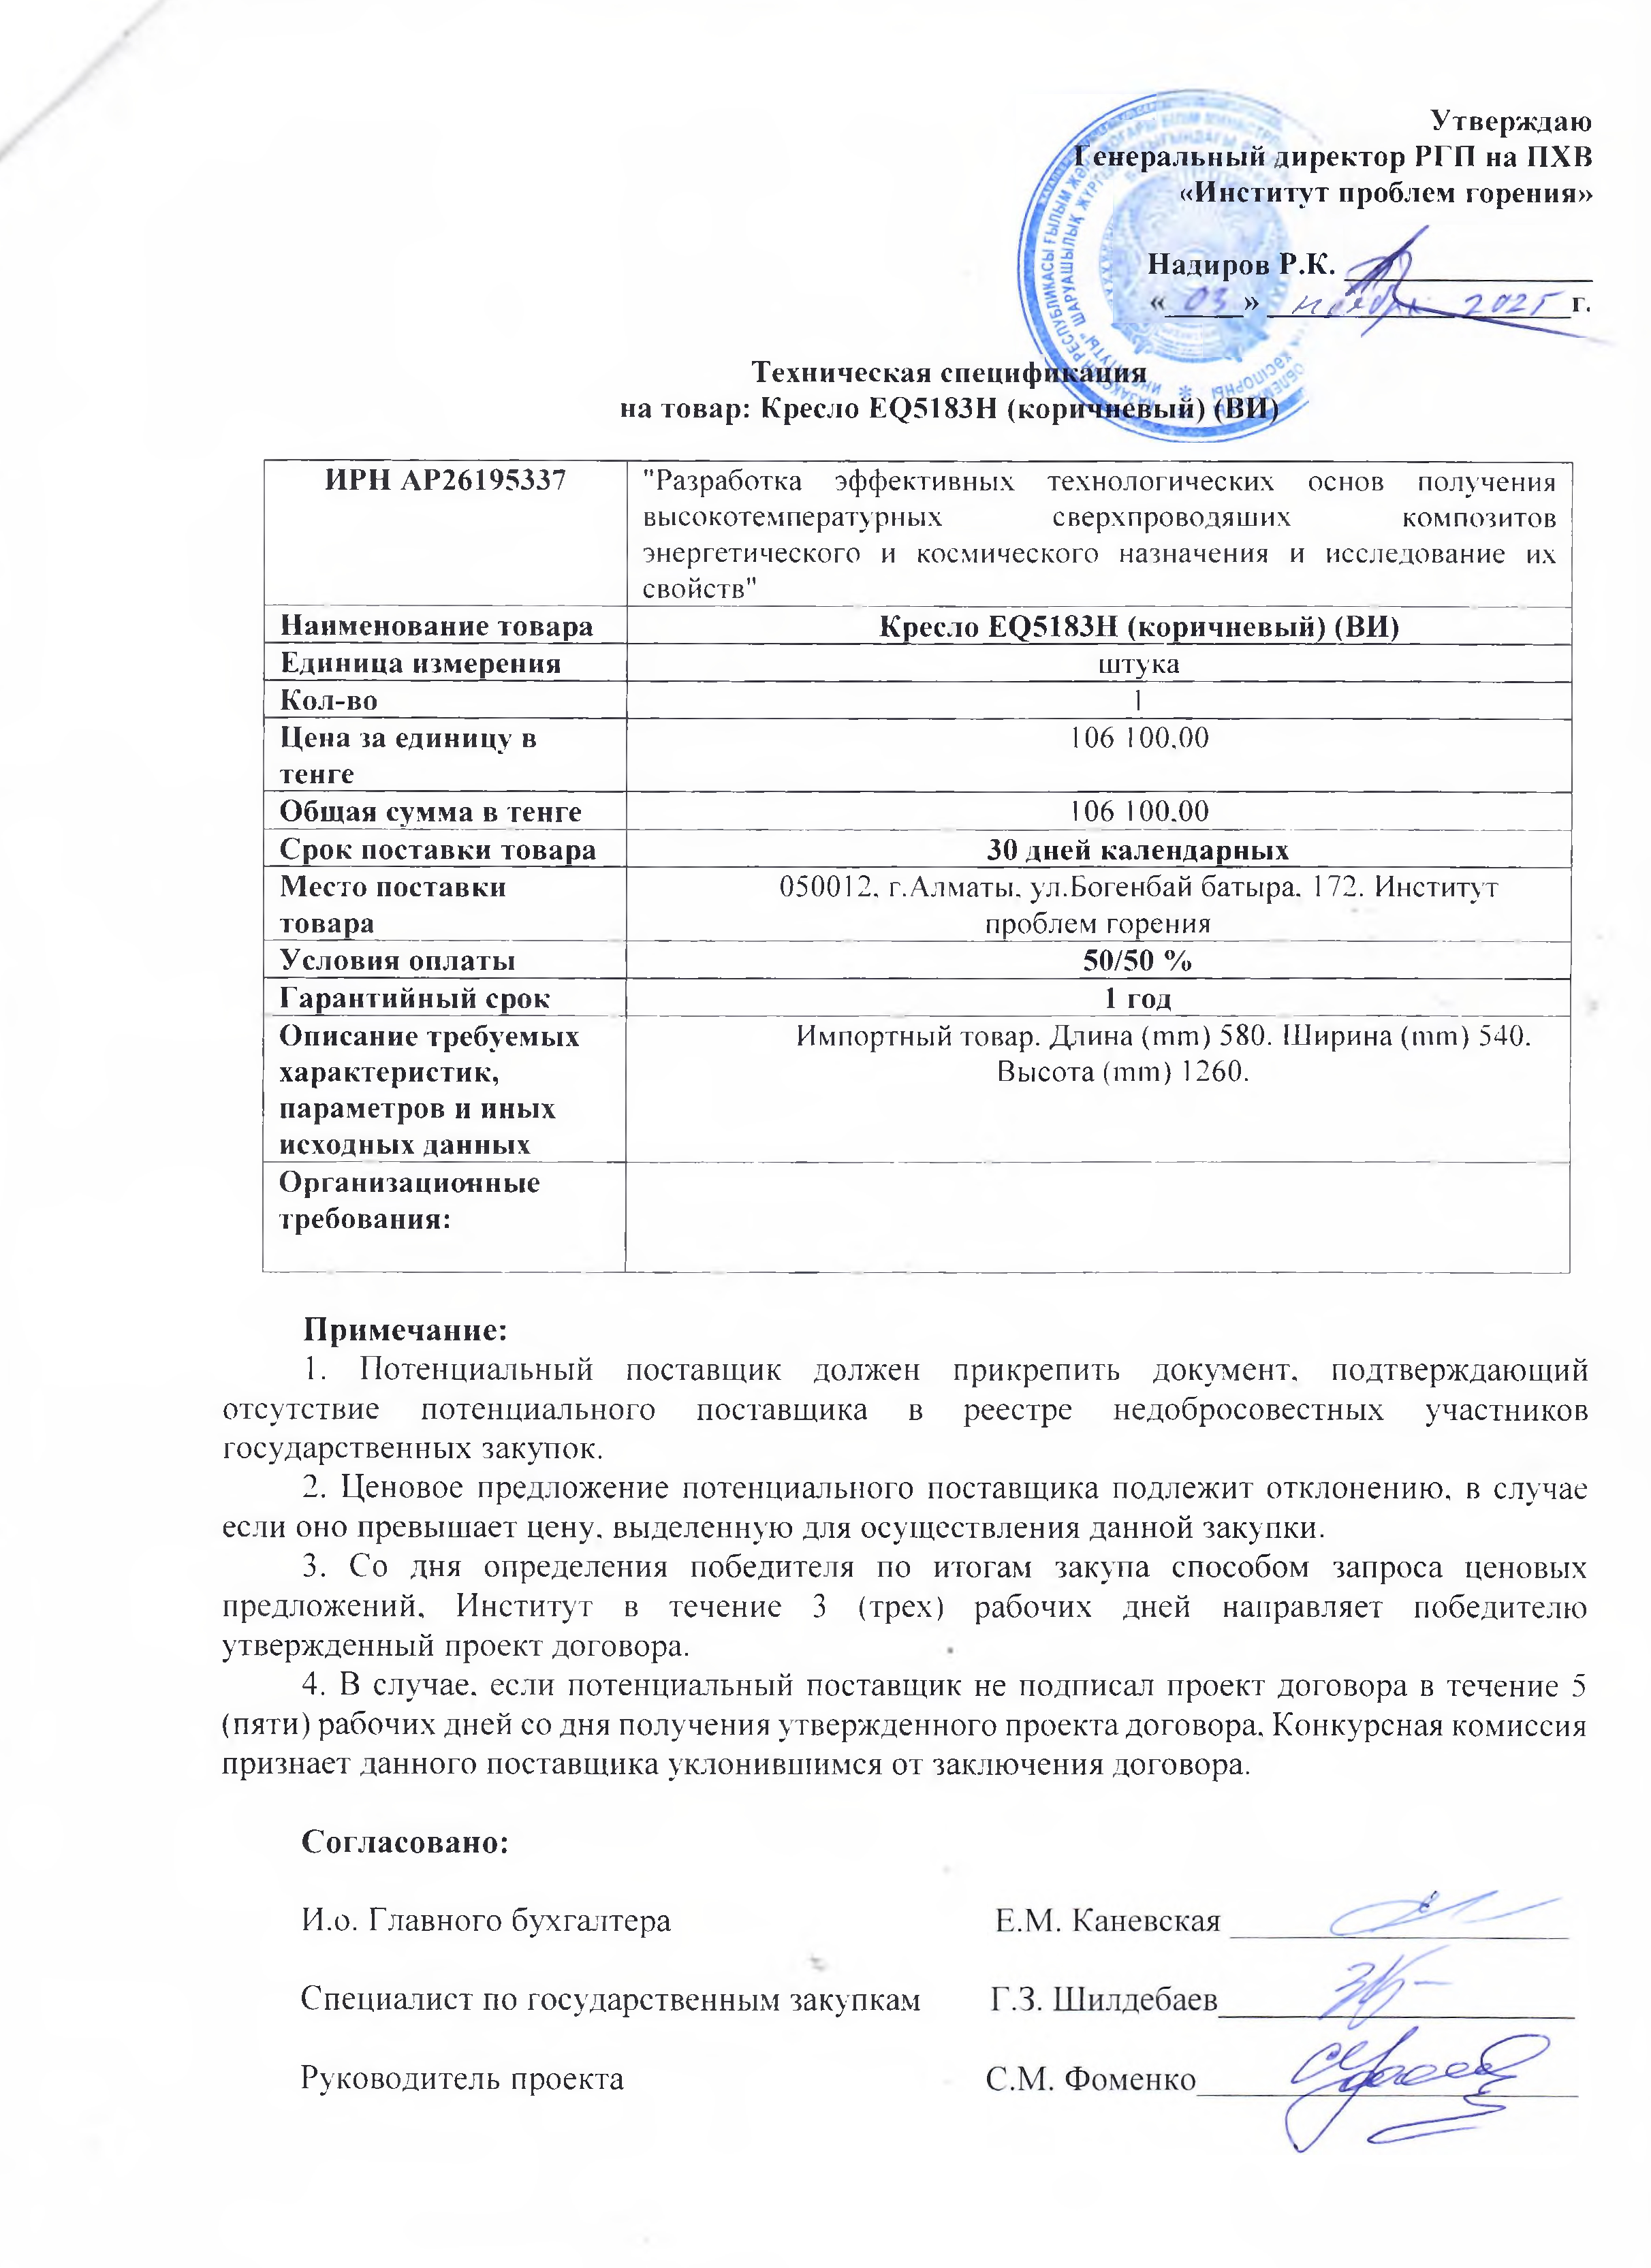 Утверждаю
Генеральный директор РГП на ПХВ
«Институт проблем горения»
Надиров Р.К.
« 03 » ноября 2025 г.
Техническая спецификация
на товар: Кресло EQ5183H (коричневый) (ВИ)
ИРН АР26195337
"Разработка эффективных технологических основ получения
высокотемпературных сверхпроводящих композитов
энергетического и космического назначения и исследование их
свойств"
Наименование товара Кресло EQ5183H (коричневый) (ВИ)
Единица измерения штука
Кол-во 1
Цена за единицу в 106 100,00
тенге
Общая сумма в тенге 106 100,00
Срок поставки товара 30 дней календарных
Место поставки 050012, г.Алматы, ул.Богенбай батыра, 172. Институт
товара проблем горения
Условия оплаты 50/50 %
Гарантийный срок 1 год
Описание требуемых Импортный товар. Длина (mm) 580. Ширина (mm) 540.
характеристик, Высота (mm) 1260.
параметров и иных
исходных данных
Организационные
требования:
Примечание:
1. Потенциальный поставщик должен прикрепить документ, подтверждающий
отсутствие потенциального поставщика в реестре недобросовестных участников
государственных закупок.
2. Ценовое предложение потенциального поставщика подлежит отклонению, в случае
если оно превышает цену, выделенную для осуществления данной закупки.
3. Со дня определения победителя по итогам закупа способом запроса ценовых
предложений, Институт в течение 3 (трех) рабочих дней направляет победителю
утвержденный проект договора.
4. В случае, если потенциальный поставщик не подписал проект договора в течение 5
(пяти) рабочих дней со дня получения утвержденного проекта договора, Конкурсная комиссия
признает данного поставщика уклонившимся от заключения договора.
Согласовано:
И.о. Главного бухгалтера Е.М. Каневская
Специалист по государственным закупкам Г.З. Шилдебаев
Руководитель проекта С.М. Фоменко